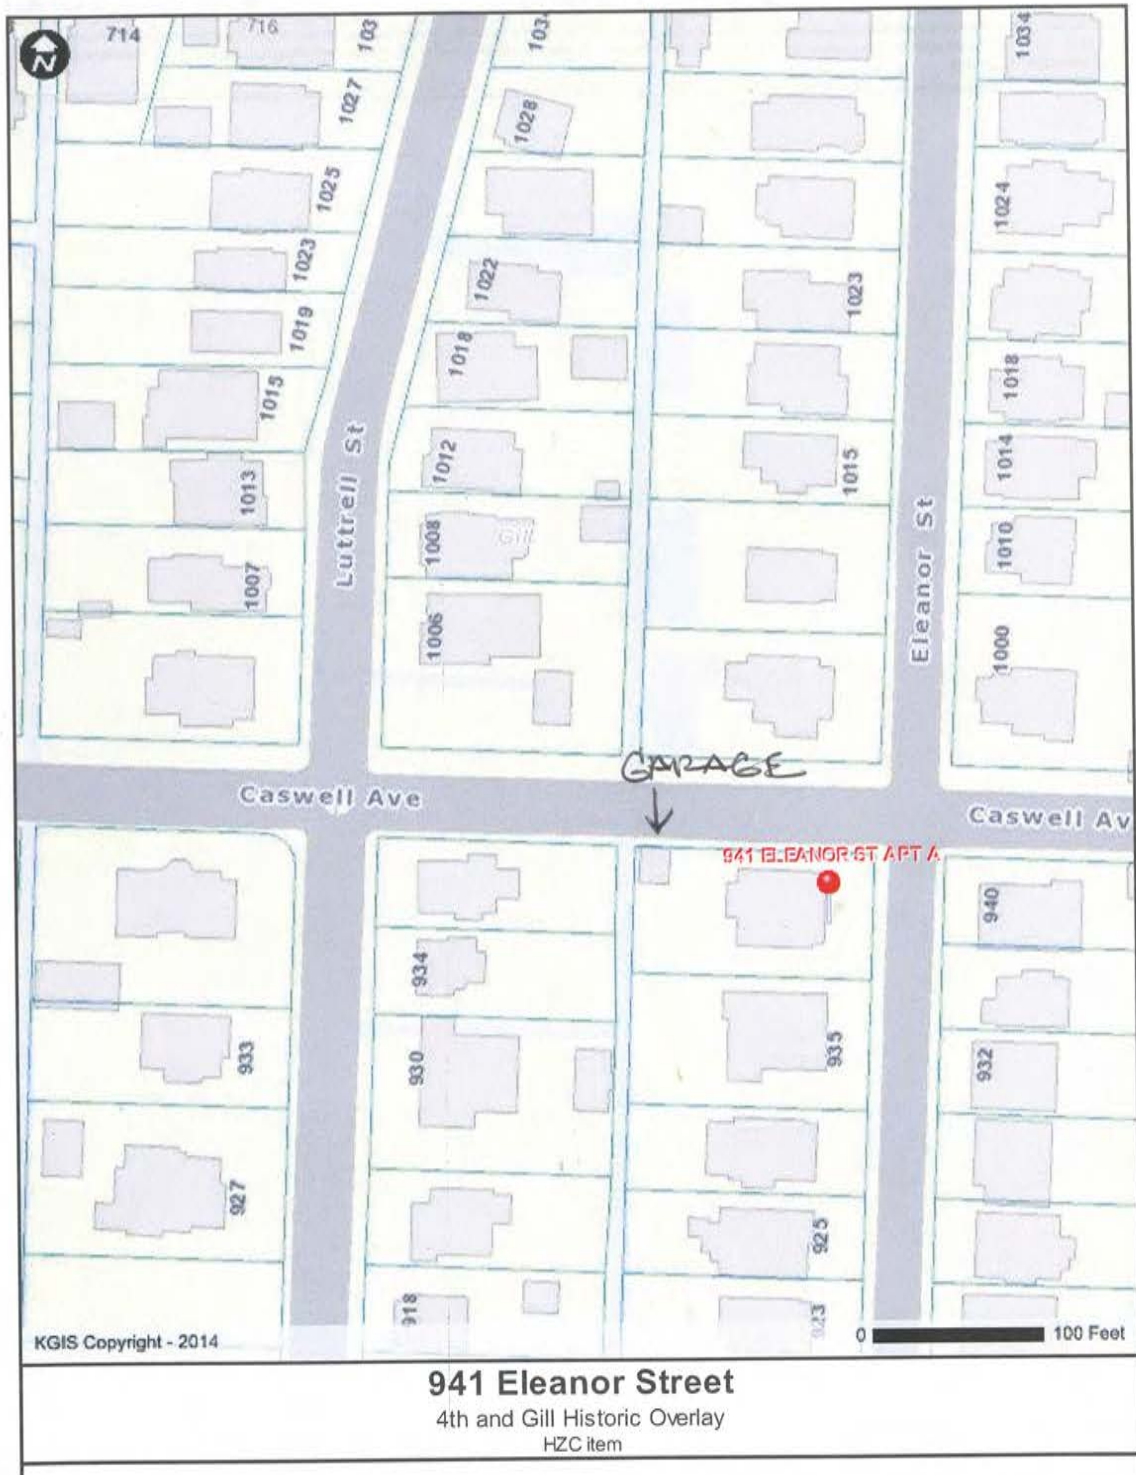 714
716
103
103
1034
N
1027
1028
1025
1024
1023
1022
1023
1019
1018
1018
1015
1012
1015
1014
1013
Luttrell St
1008
Gill
Eleanor St
1010
1007
1006
1000
GARAGE
Caswell Ave
Caswell Av
941 ELEANOR ST APT A
940
934
933
930
935
932
927
925
918
923
KGIS Copyright - 2014
0 100 Feet
941 Eleanor Street
4th and Gill Historic Overlay
HZC item